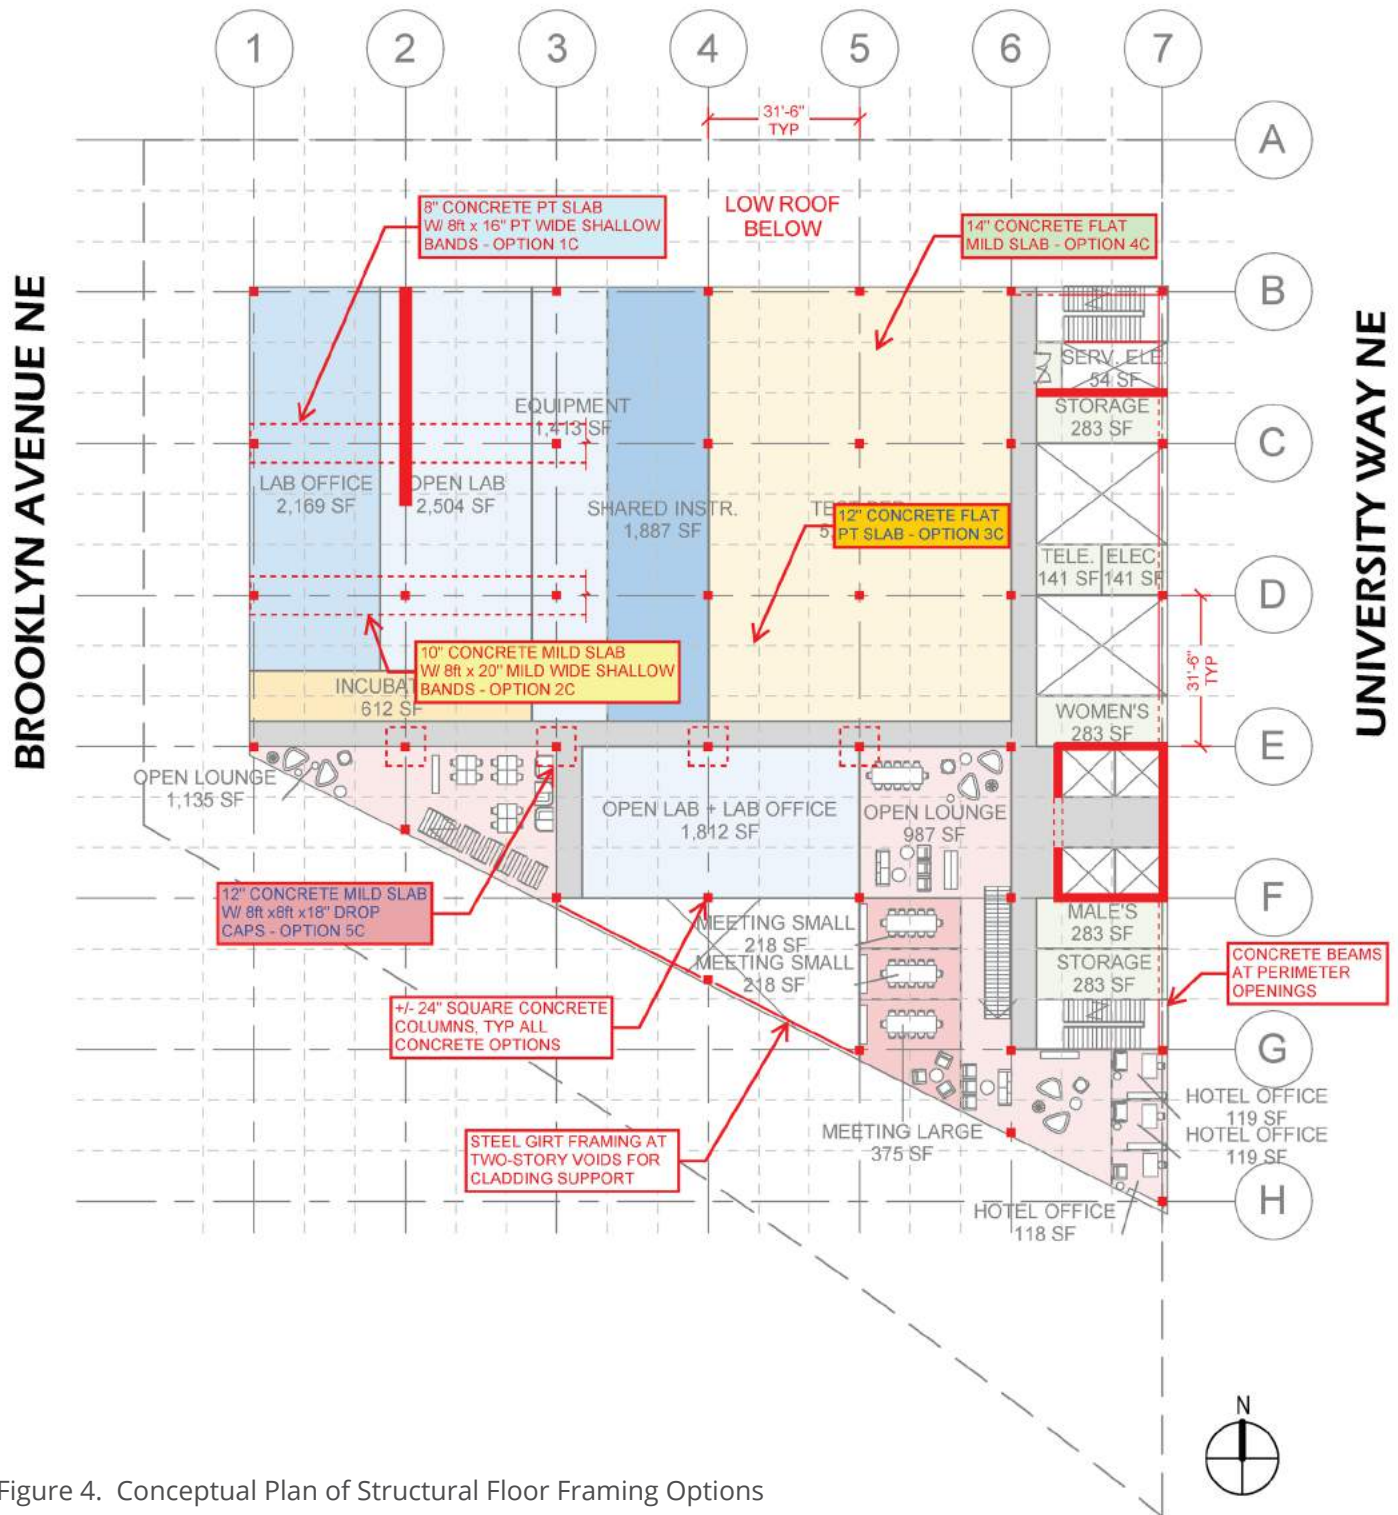 1
2
3
4
5
6
7
31'-6"
TYP
A
LOW ROOF
BELOW
8" CONCRETE PT SLAB
W/ 8ft x 16" PT WIDE SHALLOW
BANDS - OPTION 1C
14" CONCRETE FLAT
MILD SLAB - OPTION 4C
B
BROOKLYN AVENUE NE
UNIVERSITY WAY NE
SERV. ELE.
54 SF
STORAGE
283 SF
EQUIPMENT
1,413 SF
C
LAB OFFICE
2,169 SF
OPEN LAB
2,504 SF
SHARED INSTR.
1,887 SF
12" CONCRETE FLAT
PT SLAB - OPTION 3C
TELE.
141 SF
ELEC
141 SF
D
31'-6"
TYP
10" CONCRETE MILD SLAB
W/ 8ft x 20" MILD WIDE SHALLOW
BANDS - OPTION 2C
612 SF
WOMEN'S
283 SF
E
OPEN LOUNGE
1,135 SF
OPEN LAB + LAB OFFICE
1,812 SF
OPEN LOUNGE
987 SF
12" CONCRETE MILD SLAB
W/ 8ft x8ft x18" DROP
CAPS - OPTION 5C
F
MEETING SMALL
218 SF
MEETING SMALL
218 SF
MALE'S
283 SF
STORAGE
283 SF
CONCRETE BEAMS
AT PERIMETER
OPENINGS
+/- 24" SQUARE CONCRETE
COLUMNS, TYP ALL
CONCRETE OPTIONS
G
STEEL GIRT FRAMING AT
TWO-STORY VOIDS FOR
CLADDING SUPPORT
MEETING LARGE
375 SF
HOTEL OFFICE
119 SF
HOTEL OFFICE
119 SF
HOTEL OFFICE
118 SF
H
N
Figure 4. Conceptual Plan of Structural Floor Framing Options